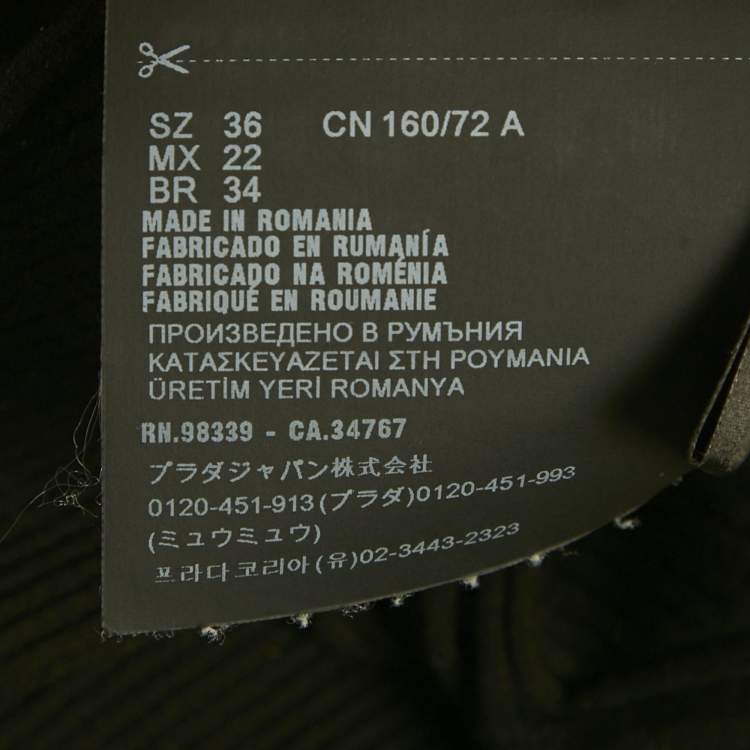 SZ 36 CN 160/72 A
MX 22
BR 34
MADE IN ROMANIA
FABRICADO EN RUMANÍA
FABRICADO NA ROMÉNIA
FABRIQUÉ EN ROUMANIE
ПРОИЗВЕДЕНО В РУМЪНИЯ
ΚΑΤΑΣΚΕΥΑΖΕΤΑΙ ΣΤΗ ΡΟΥΜΑΝΙΑ
ÜRETİM YERİ ROMANYA
RN.98339 - CA.34767
プラダジャパン株式会社
0120-451-913(プラダ)0120-451-993
(ミュウミュウ)
프라다코리아(유)02-3443-2323